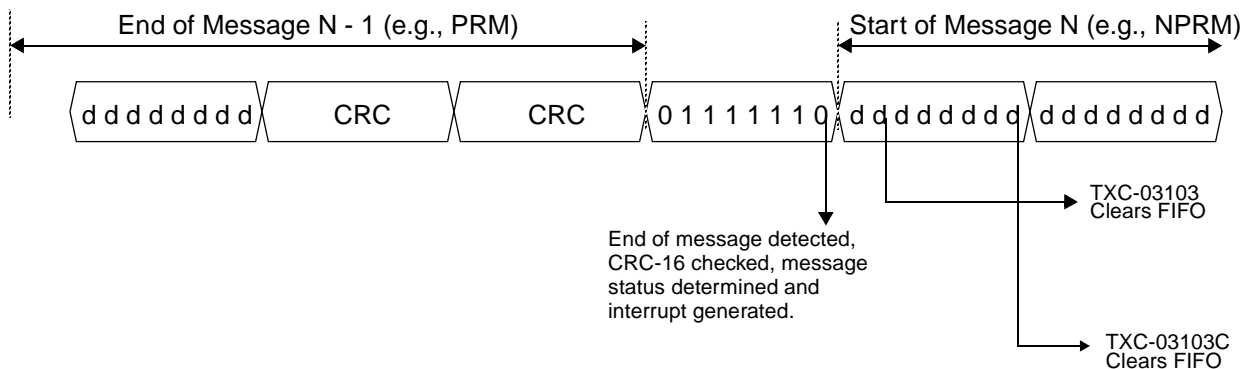 End of Message N - 1 (e.g., PRM)
Start of Message N (e.g., NPRM)
d d d d d d d d
CRC
CRC
0 1 1 1 1 1 1 0
d d d d d d d d
d d d d d d d d
TXC-03103
Clears FIFO
End of message detected,
CRC-16 checked, message
status determined and
interrupt generated.
TXC-03103C
Clears FIFO